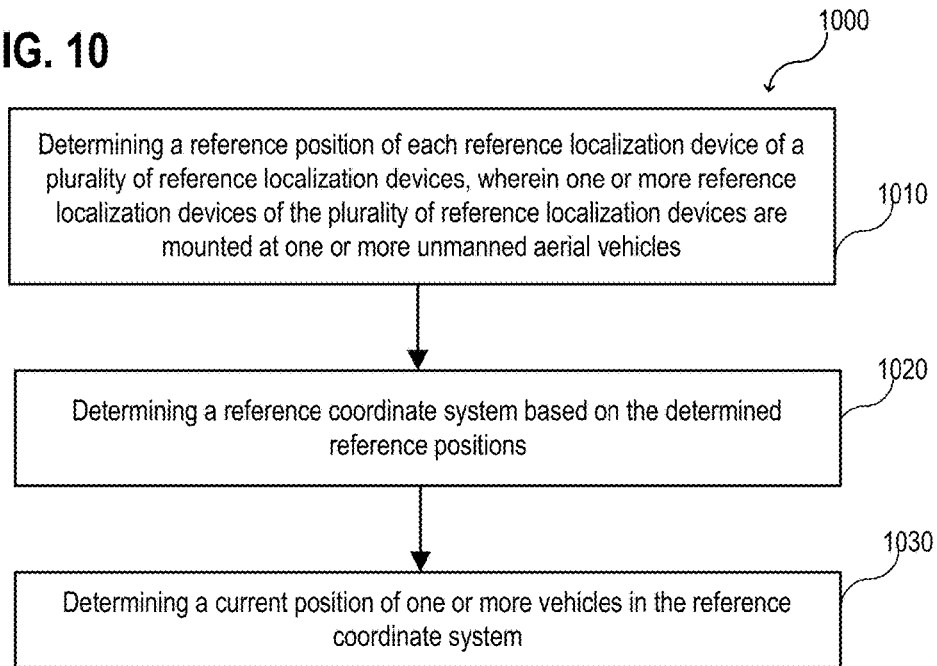 IG. 10
1000
Determining a reference position of each reference localization device of a
plurality of reference localization devices, wherein one or more reference
localization devices of the plurality of reference localization devices are
mounted at one or more unmanned aerial vehicles
1010
1020
Determining a reference coordinate system based on the determined
reference positions
1030
Determining a current position of one or more vehicles in the reference
coordinate system